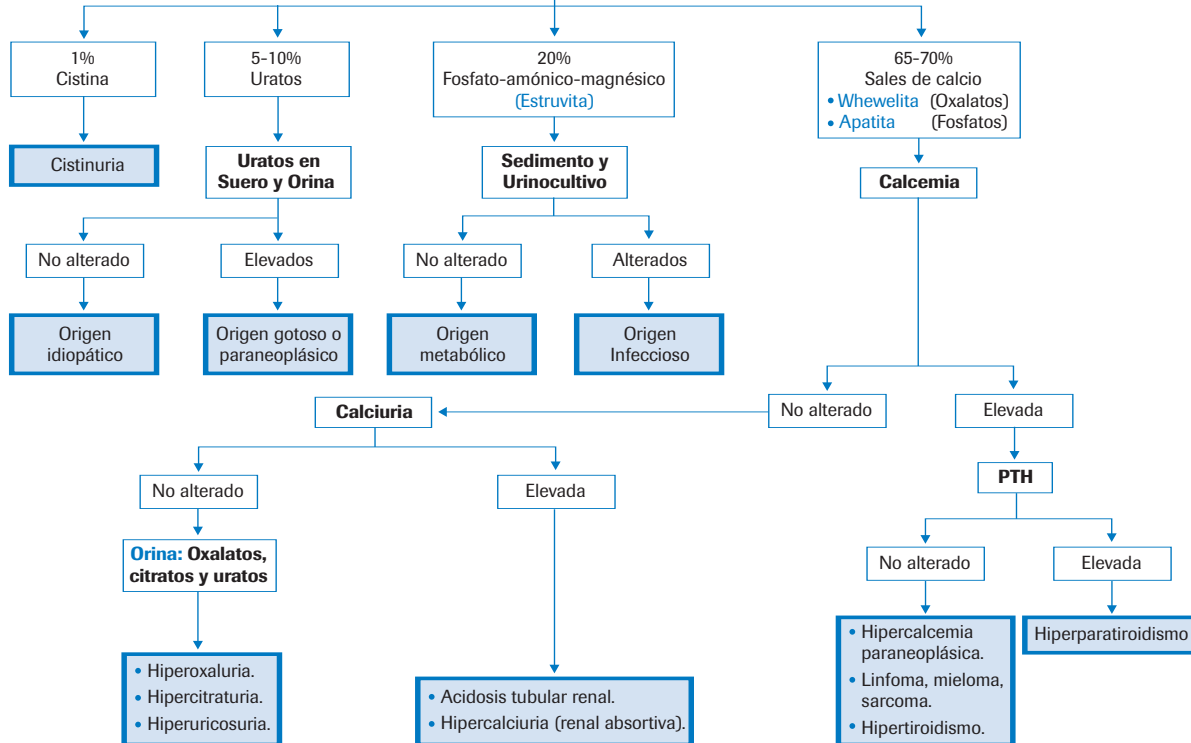 1%
Cistina
5-10%
Uratos
20%
Fosfato-amónico-magnésico
(Estruvita)
65-70%
Sales de calcio
• Whewelita (Oxalatos)
• Apatita (Fosfatos)
Cistinuria
Uratos en
Suero y Orina
Sedimento y
Urinocultivo
Calcemia
No alterado
Elevados
No alterado
Alterados
Origen
idiopático
Origen gotoso o
paraneoplásico
Origen
metabólico
Origen
Infeccioso
Calciuria
No alterado
Elevada
No alterado
Elevada
PTH
Orina: Oxalatos,
citratos y uratos
No alterado
Elevada
• Hiperoxaluria.
• Hipercitraturia.
• Hiperuricosuria.
• Acidosis tubular renal.
• Hipercalciuria (renal absortiva).
• Hipercalcemia
paraneoplásica.
• Linfoma, mieloma,
sarcoma.
• Hipertiroidismo.
Hiperparatiroidismo